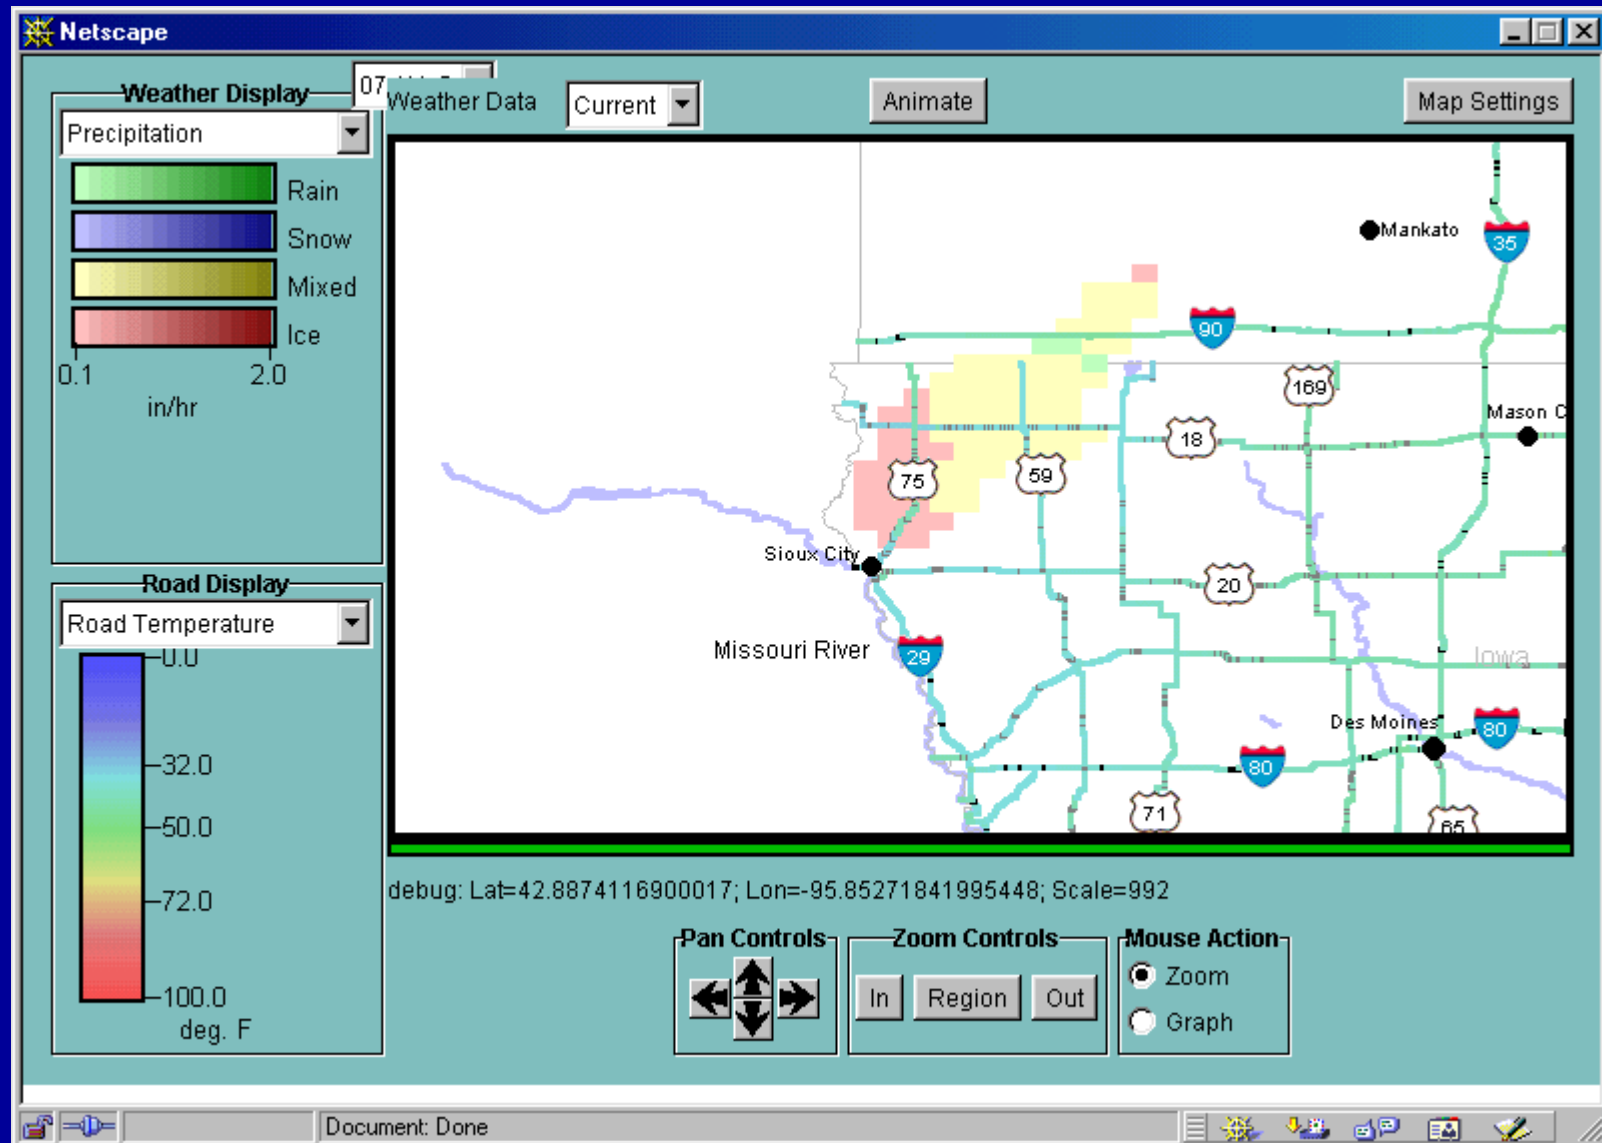 Netscape
Weather Display
07
Weather Data
Current
Animate
Map Settings
Precipitation
Rain
Snow
Mixed
Ice
0.1 2.0
in/hr
Mankato
35
90
169
Mason C
18
75
59
Sioux City
20
Missouri River
29
Iowa
Des Moines
80
80
71
65
Road Display
Road Temperature
0.0
32.0
50.0
72.0
100.0
deg. F
debug: Lat=42.8874116900017; Lon=-95.85271841995448; Scale=992
Pan Controls
Zoom Controls
Mouse Action
In
Region
Out
Zoom
Graph
Document: Done